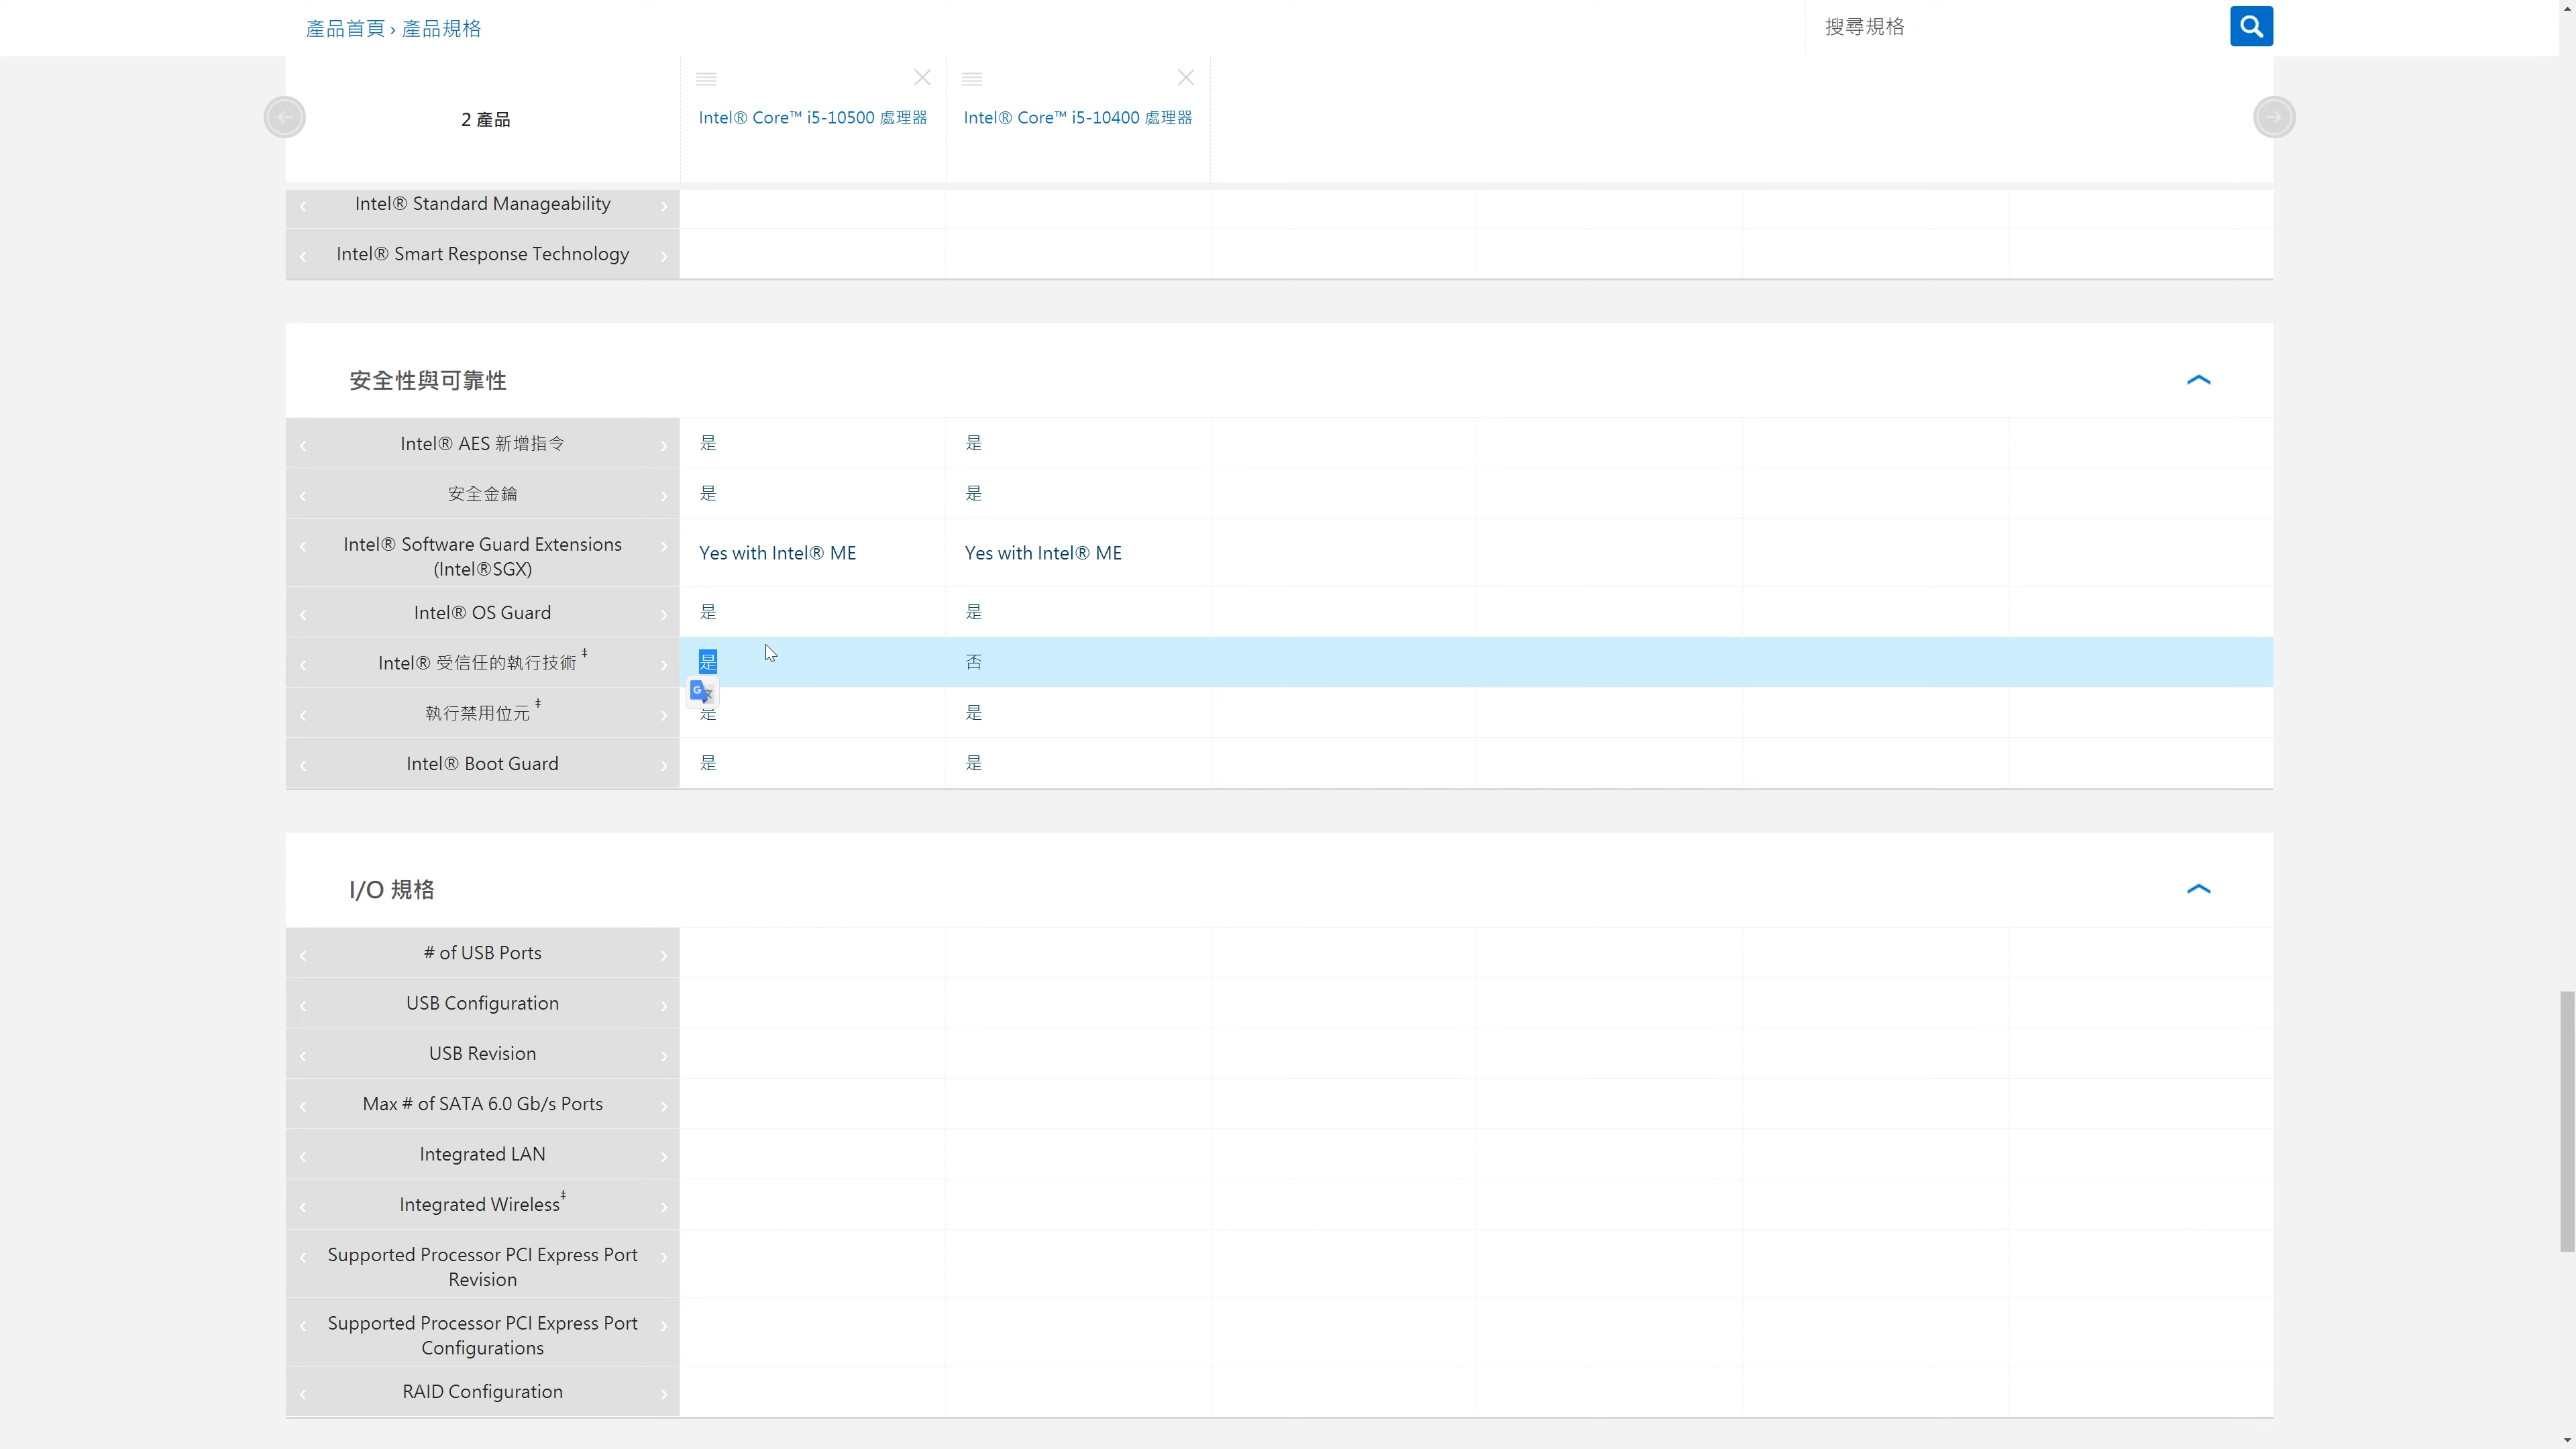 產品首頁 › 產品規格
搜尋規格
2 產品
Intel® Core™ i5-10500 處理器
Intel® Core™ i5-10400 處理器
Intel® Standard Manageability
Intel® Smart Response Technology
安全性與可靠性
Intel® AES 新增指令 是 是
安全金鑰 是 是
Intel® Software Guard Extensions
(Intel®SGX)
Yes with Intel® ME Yes with Intel® ME
Intel® OS Guard 是 是
Intel® 受信任的執行技術 ‡ 是 否
執行禁用位元 ‡ 是 是
Intel® Boot Guard 是 是
I/O 規格
# of USB Ports
USB Configuration
USB Revision
Max # of SATA 6.0 Gb/s Ports
Integrated LAN
Integrated Wireless‡
Supported Processor PCI Express Port
Revision
Supported Processor PCI Express Port
Configurations
RAID Configuration